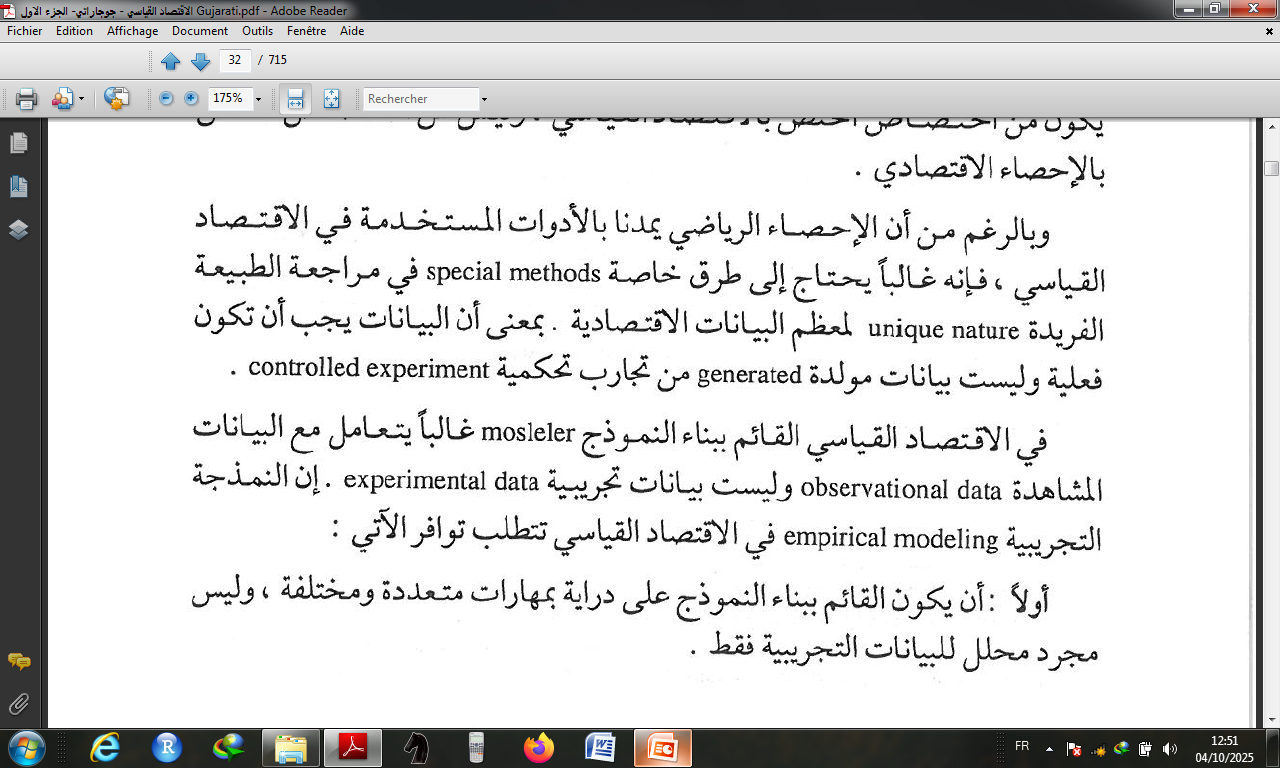 الاقتصاد القياسي - جوجاراتي- الجزء الاول Gujarati.pdf - Adobe Reader
Fichier Edition Affichage Document Outils Fenêtre Aide
32 / 715
175% Rechercher
بالإحصاء الاقتصادي .
وبالرغم من أن الإحصاء الرياضي يمدنا بالأدوات المستخدمة في الاقتصاد
القياسي ، فإنه غالباً يحتاج إلى طرق خاصة special methods في مراجعة الطبيعة
الفريدة unique nature لمعظم البيانات الاقتصادية . بمعنى أن البيانات يجب أن تكون
فعلية وليست بيانات مولدة generated من تجارب تحكمية controlled experiment .
في الاقتصاد القياسي القائم ببناء النموذج mosleler غالباً يتعامل مع البيانات
المشاهدة observational data وليست بيانات تجريبية experimental data . إن النمذجة
التجريبية empirical modeling في الاقتصاد القياسي تتطلب توافر الآتي :
أولاً : أن يكون القائم ببناء النموذج على دراية بمهارات متعددة ومختلفة ، وليس
مجرد محلل للبيانات التجريبية فقط .
FR 12:51
04/10/2025